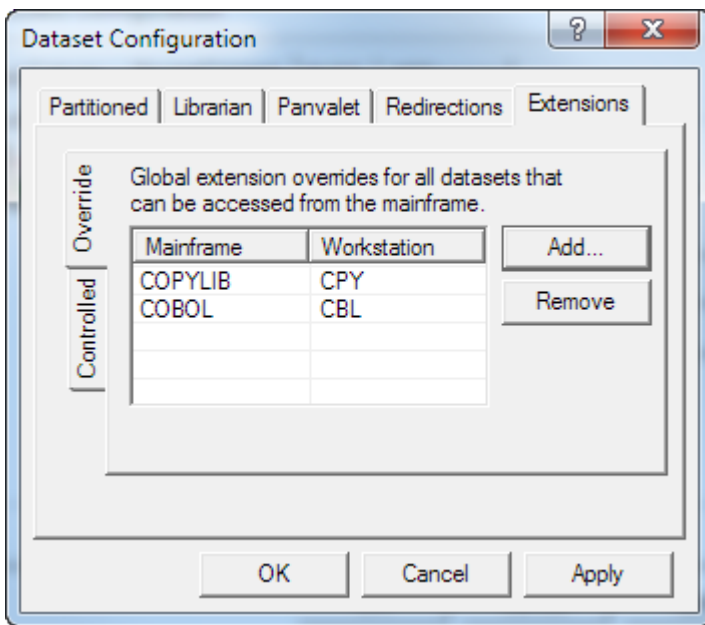 Dataset Configuration
?
X
Partitioned Librarian Panvalet Redirections Extensions
Override
Controlled
Global extension overrides for all datasets that
can be accessed from the mainframe.
Mainframe Workstation
COPYLIB CPY
COBOL CBL
Add...
Remove
OK Cancel Apply